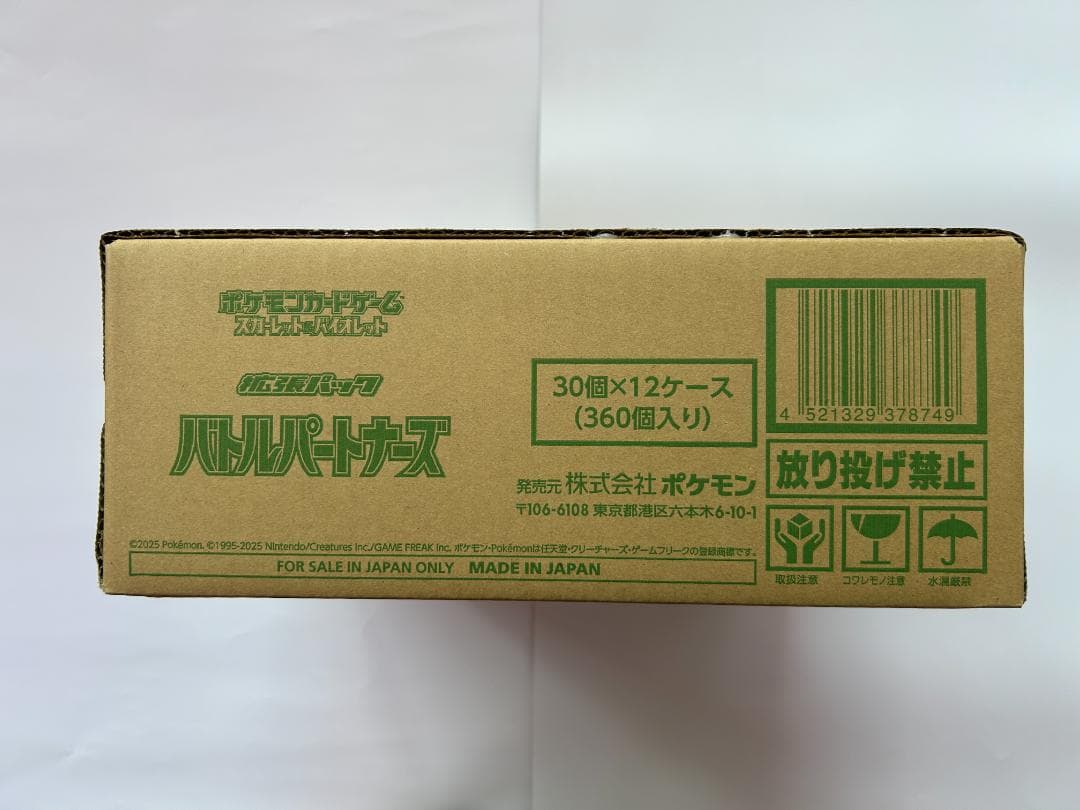 ポケモンカードゲーム
スカーレット&バイオレット
拡張パック
バトルパートナーズ
30個×12ケース
(360個入り)
発売元 株式会社 ポケモン
〒106-6108 東京都港区六本木6-10-1
©2025 Pokémon. ©1995-2025 Nintendo/Creatures Inc./GAME FREAK Inc. ポケモン・Pokémonは任天堂・クリーチャーズ・ゲームフリークの登録商標です。
FOR SALE IN JAPAN ONLY MADE IN JAPAN
4 521329 378749
放り投げ禁止
取扱注意 コワレモノ注意 水濡厳禁